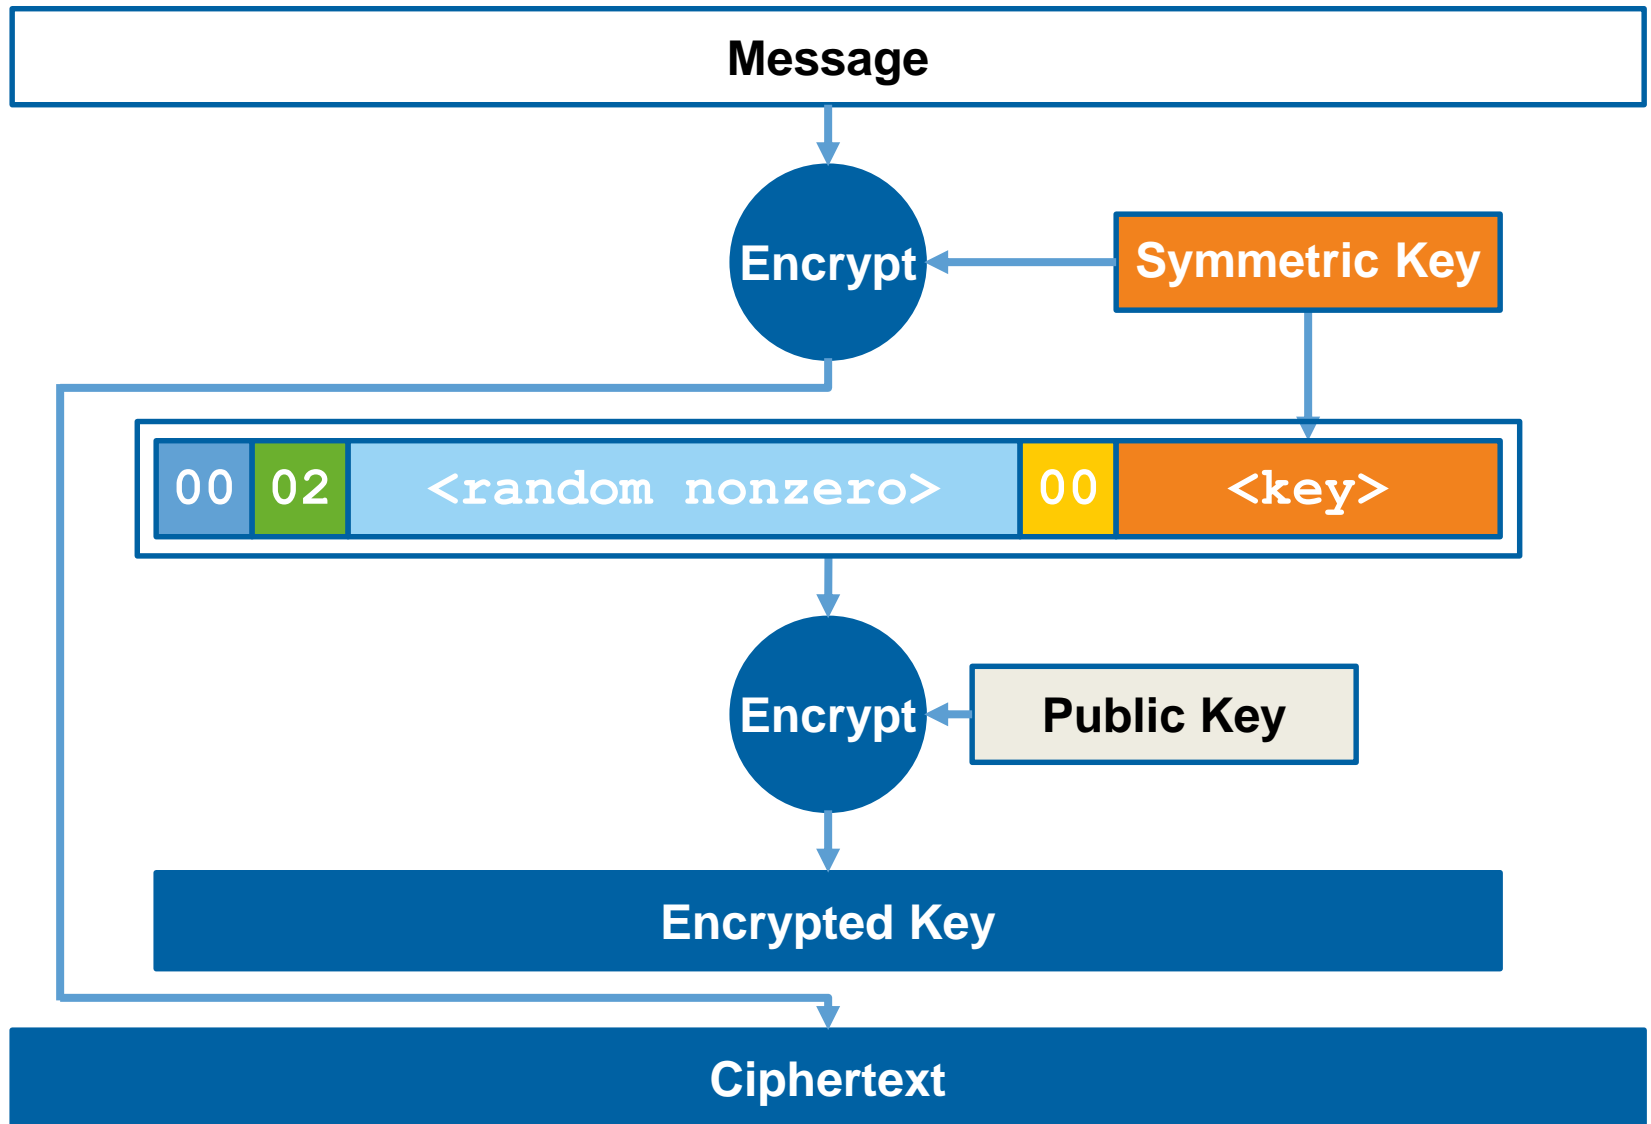 Message
Encrypt
Symmetric Key
00 02 <random nonzero> 00 <key>
Encrypt
Public Key
Encrypted Key
Ciphertext